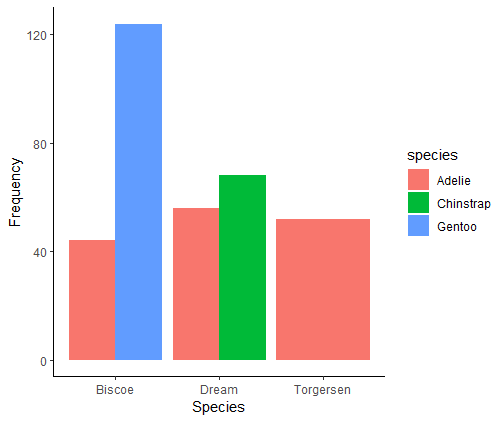 Frequency
120
80
40
0
Biscoe
Dream
Torgersen
Species
species
Adelie
Chinstrap
Gentoo